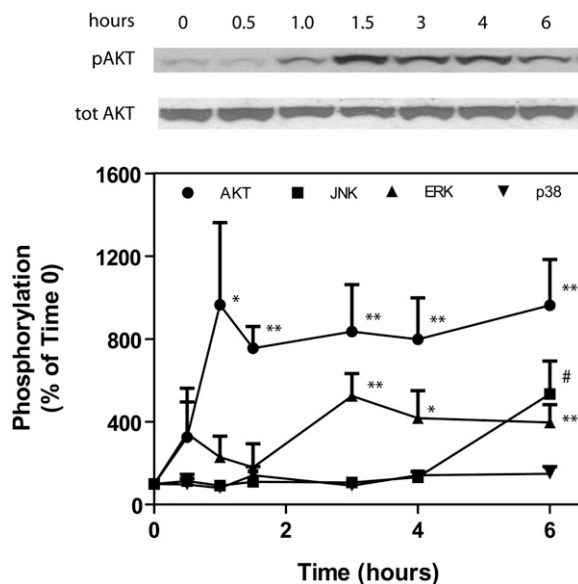 hours 0 0.5 1.0 1.5 3 4 6
pAKT
tot AKT
1600
AKT JNK ERK p38
1200
800
400
0
Phosphorylation
(% of Time 0)
*
**
**
**
**
**
*
#
**
0 2 4 6
Time (hours)